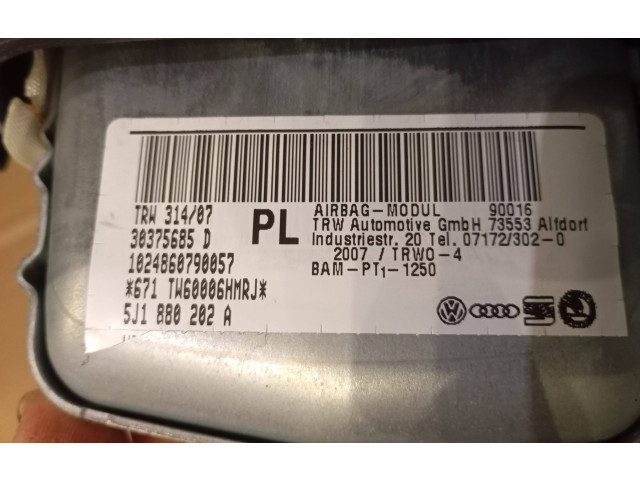 TRW 314/07
30375685 D
1024860790057
*671 TW60006HMRJ*
5J1 880 202 A
PL
AIRBAG-MODUL 90016
TRW Automotive GmbH 73553 Alfdorf
Industriestr. 20 Tel. 07172/302-0
2007 / TRWO-4
BAM-PT1-1250